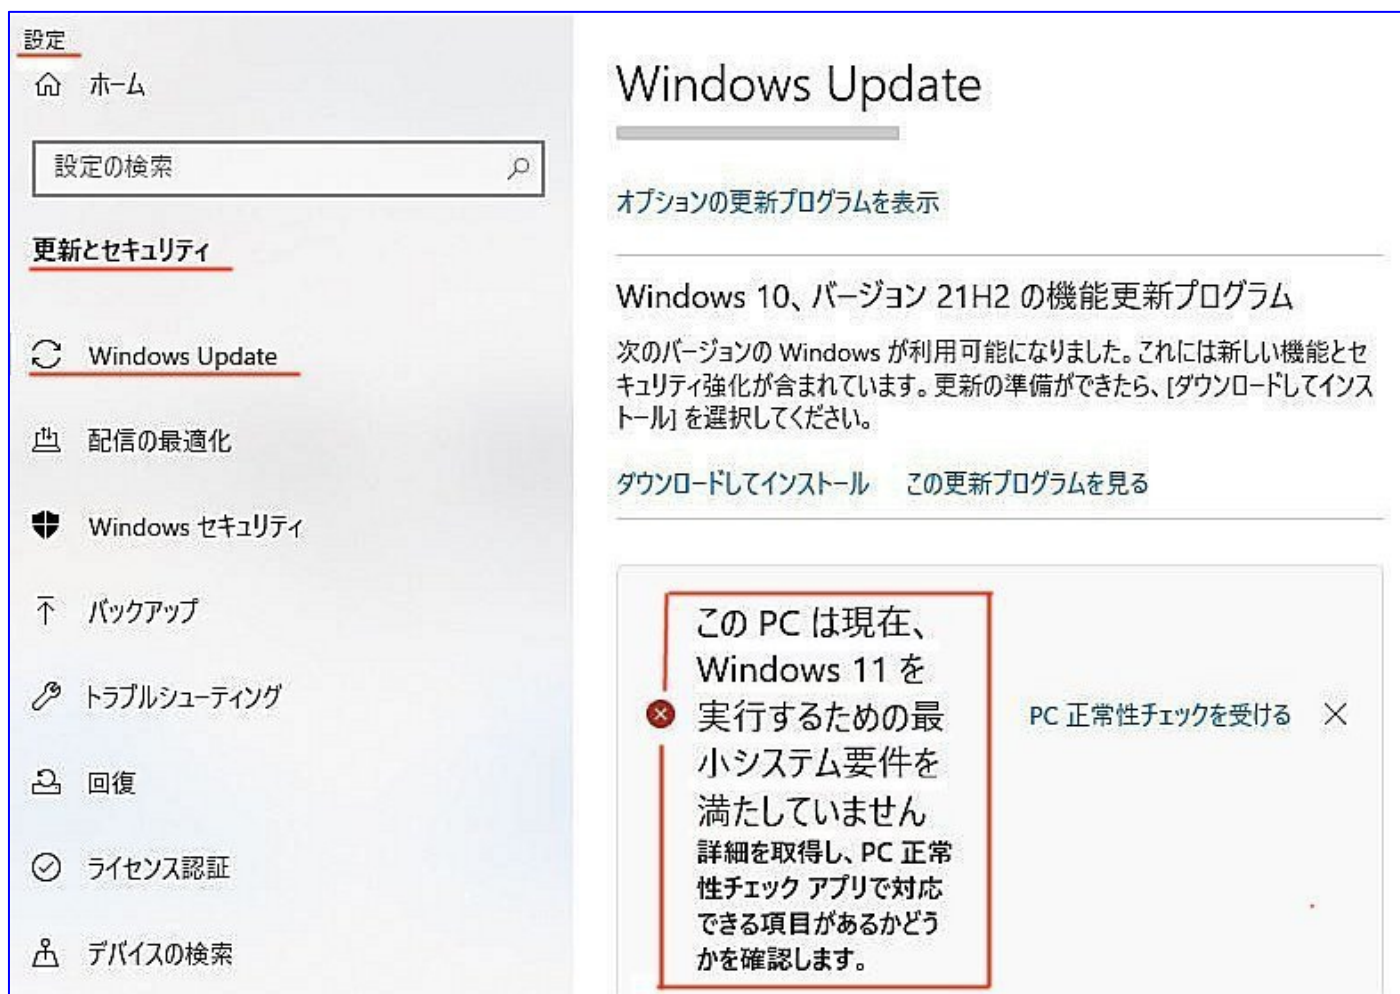 設定
ホーム
設定の検索
更新とセキュリティ
Windows Update
配信の最適化
Windows セキュリティ
バックアップ
トラブルシューティング
回復
ライセンス認証
デバイスの検索
Windows Update
オプションの更新プログラムを表示
Windows 10、バージョン 21H2 の機能更新プログラム
次のバージョンの Windows が利用可能になりました。これには新しい機能とセ
キュリティ強化が含まれています。更新の準備ができたら、[ダウンロードしてインス
トール] を選択してください。
ダウンロードしてインストール この更新プログラムを見る
この PC は現在、
Windows 11 を
実行するための最
小システム要件を
満たしていません
詳細を取得し、PC 正常
性チェック アプリで対応
できる項目があるかどう
かを確認します。
PC 正常性チェックを受ける